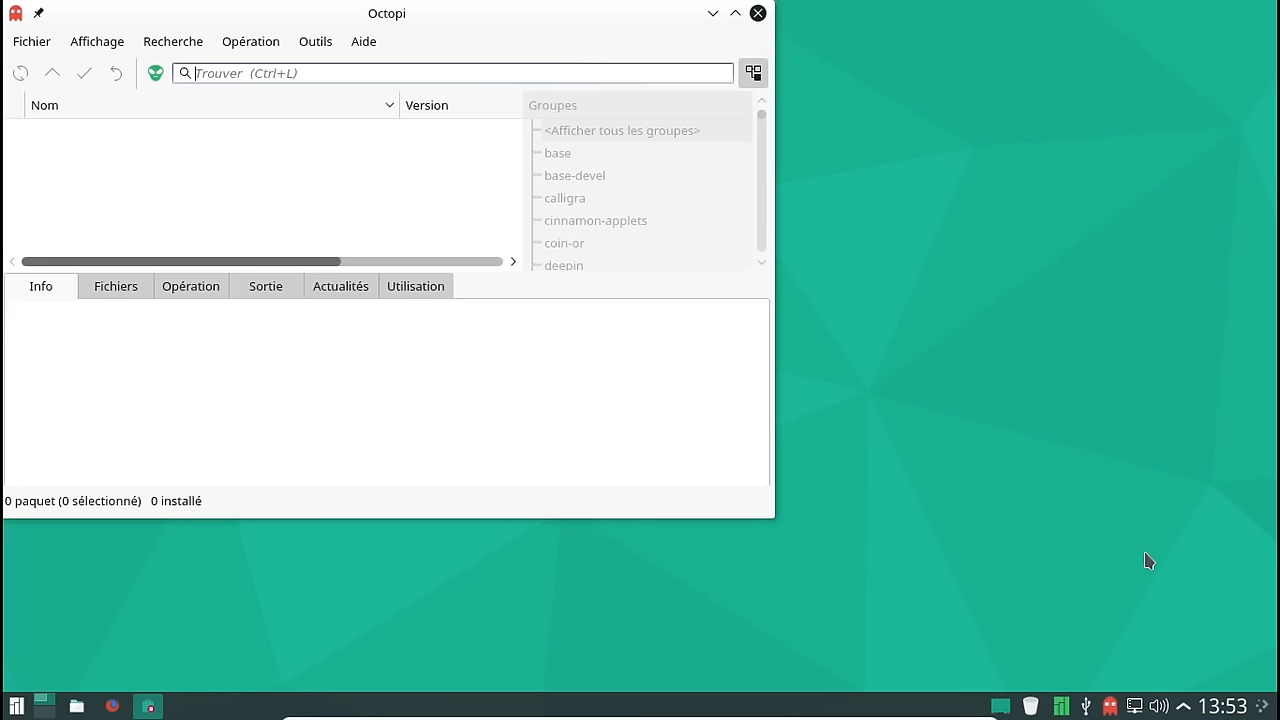 Octopi
Fichier Affichage Recherche Opération Outils Aide
Trouver (Ctrl+L)
Nom Version Groupes
<Afficher tous les groupes>
base
base-devel
calligra
cinnamon-applets
coin-or
deepin
Info Fichiers Opération Sortie Actualités Utilisation
0 paquet (0 sélectionné) 0 installé
13:53